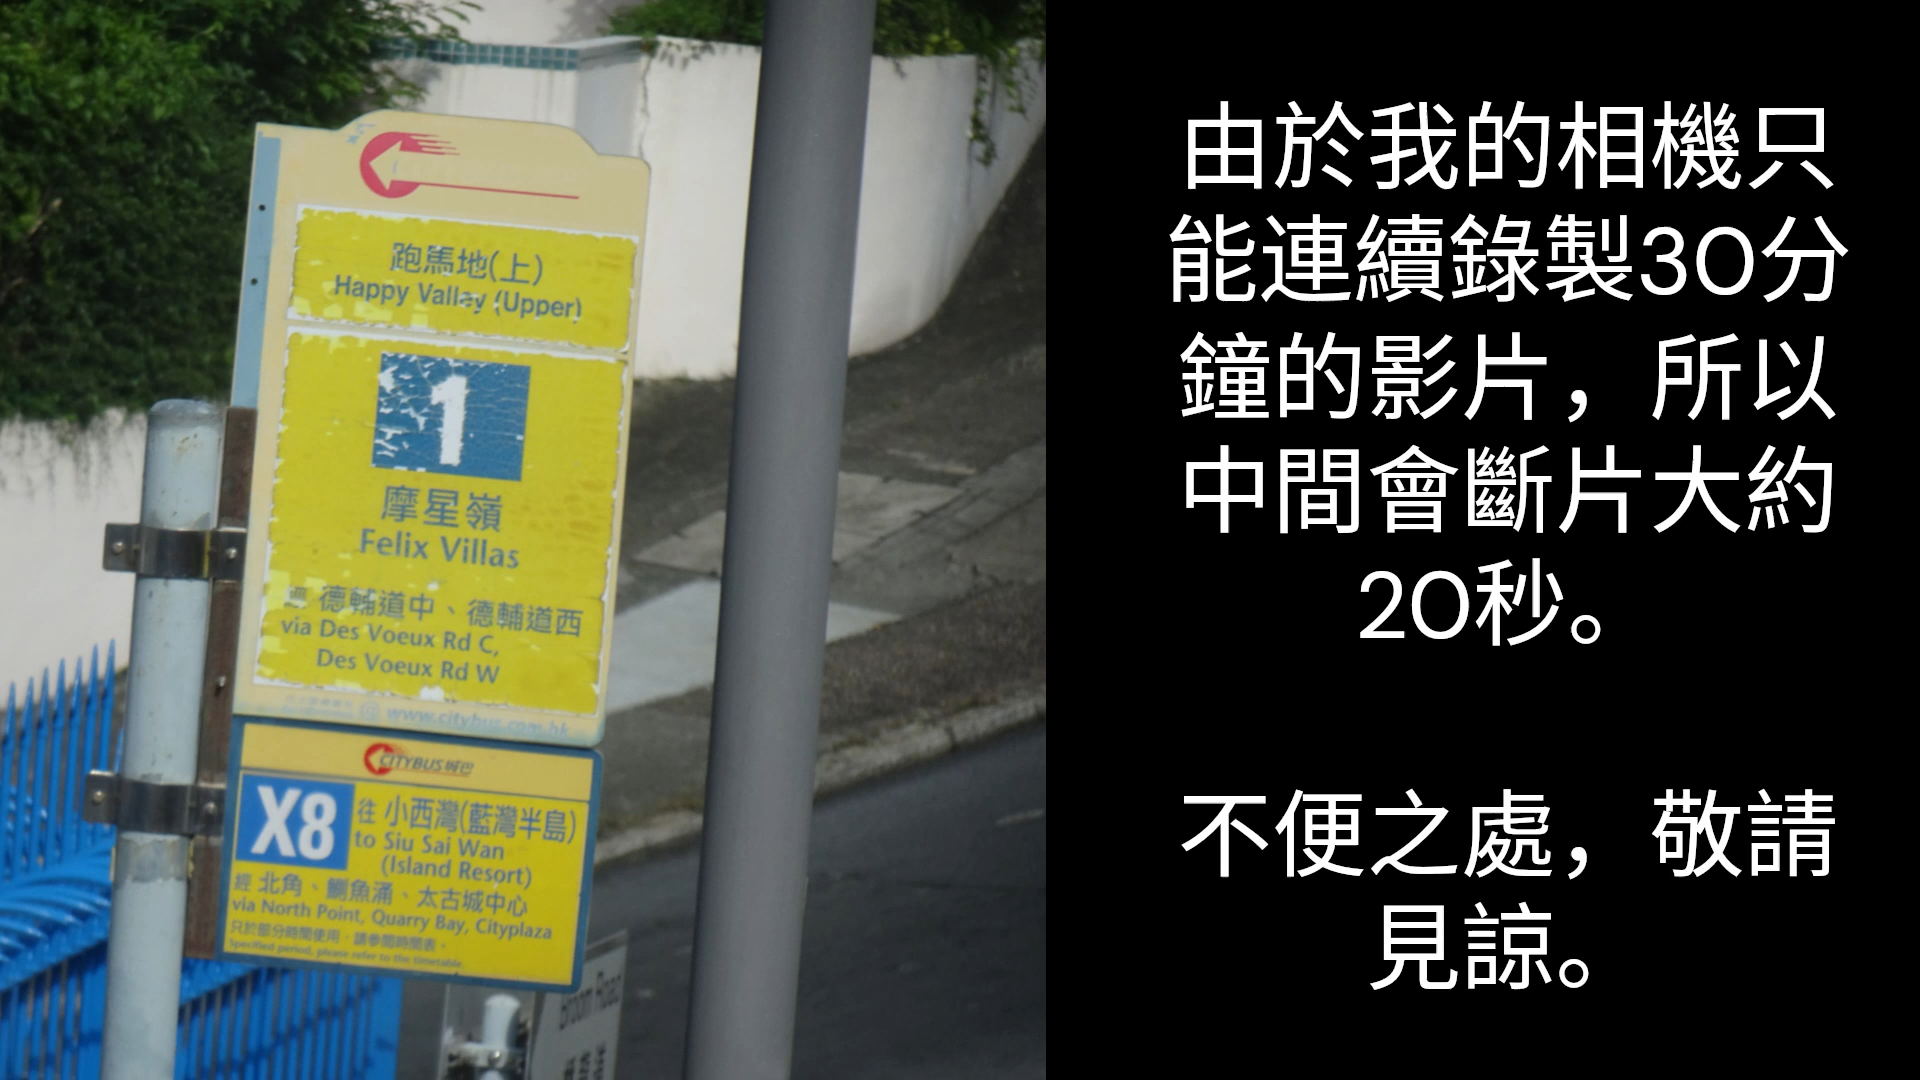 跑馬地(上)
Happy Valley (Upper)
1
摩星嶺
Felix Villas
德輔道中、德輔道西
via Des Voeux Rd C,
Des Voeux Rd W
www.citybus.com.hk
CITYBUS 城巴
X8
往 小西灣(藍灣半島)
to Siu Sai Wan
(Island Resort)
經 北角、鰂魚涌、太古城中心
via North Point, Quarry Bay, Cityplaza
只於部分時間使用，請參閱時間表。
Specified period, please refer to the timetable.
Broom Road
由於我的相機只
能連續錄製30分
鐘的影片，所以
中間會斷片大約
20秒。
不便之處，敬請
見諒。